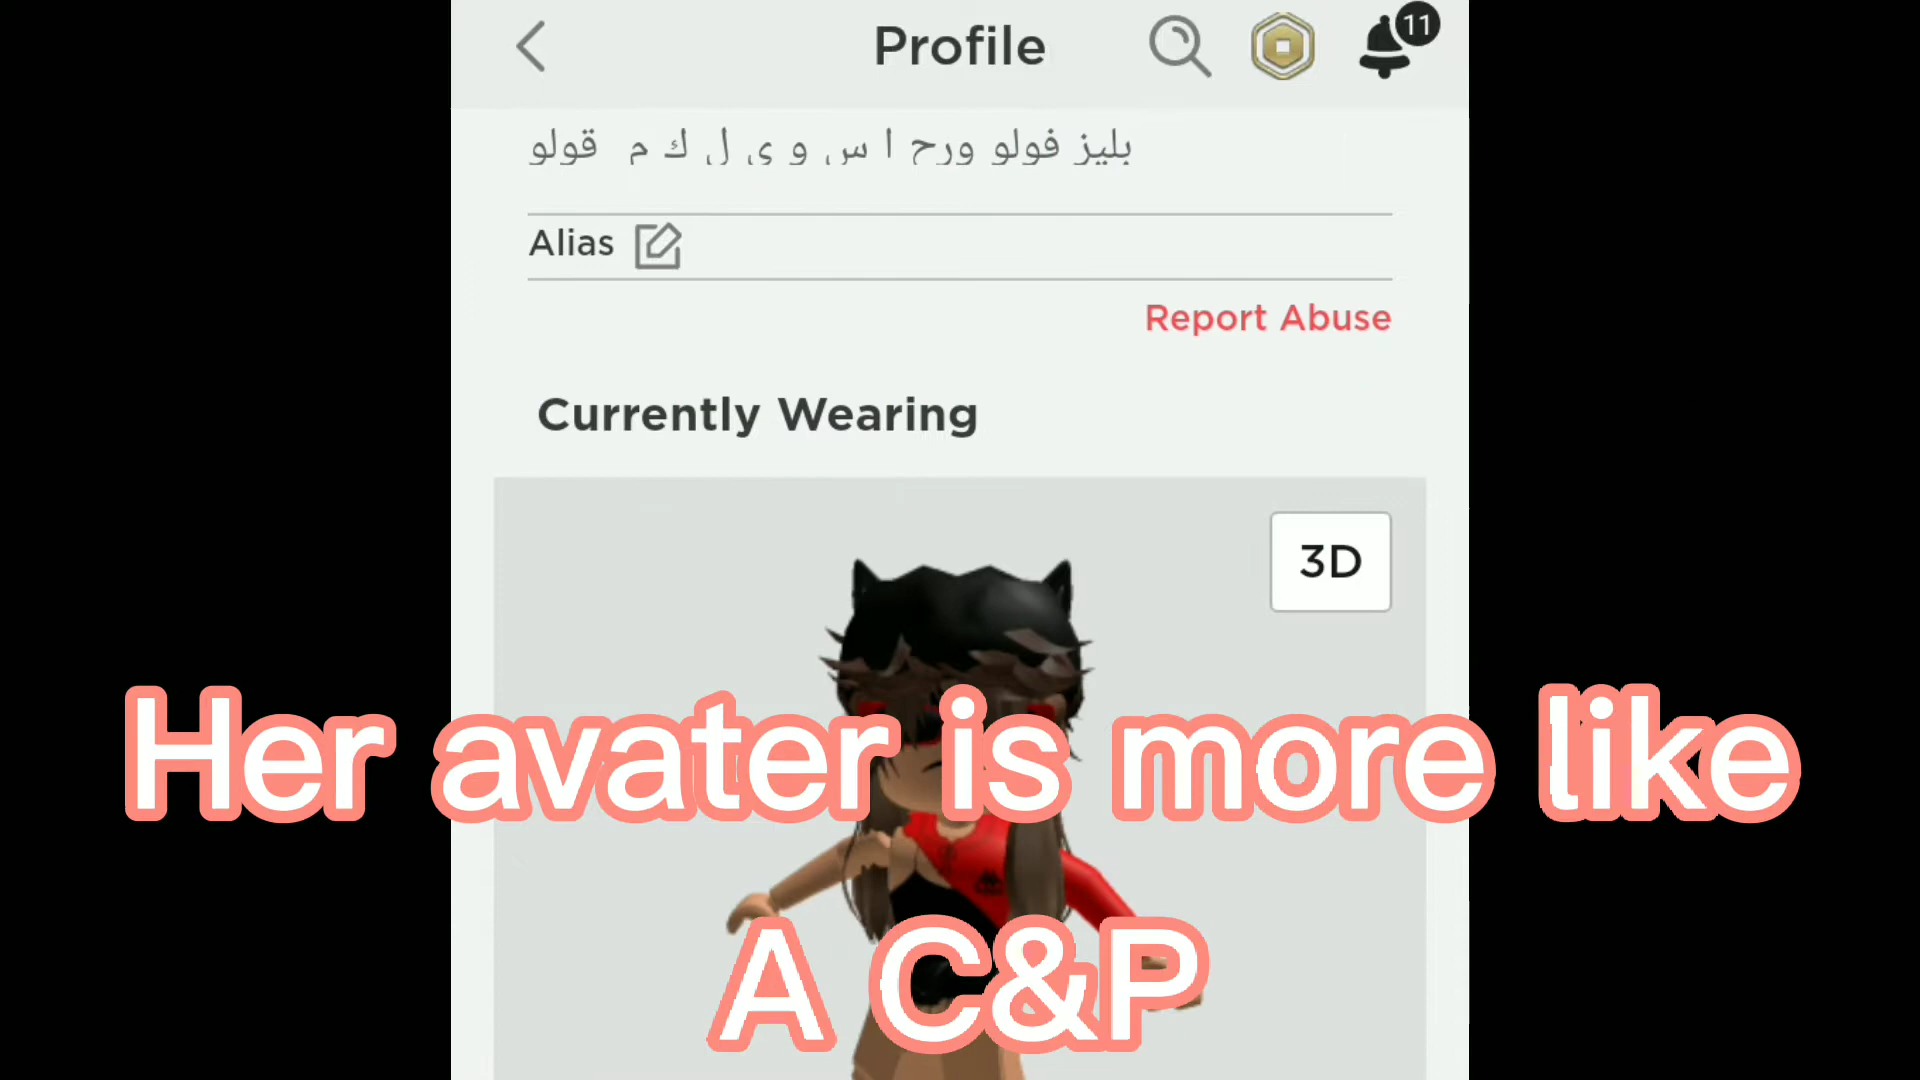 Profile
11
بليز فولو ورح ا س و ي ل ك م قولو
Alias
Report Abuse
Currently Wearing
3D
Her avater is more like
A C&P